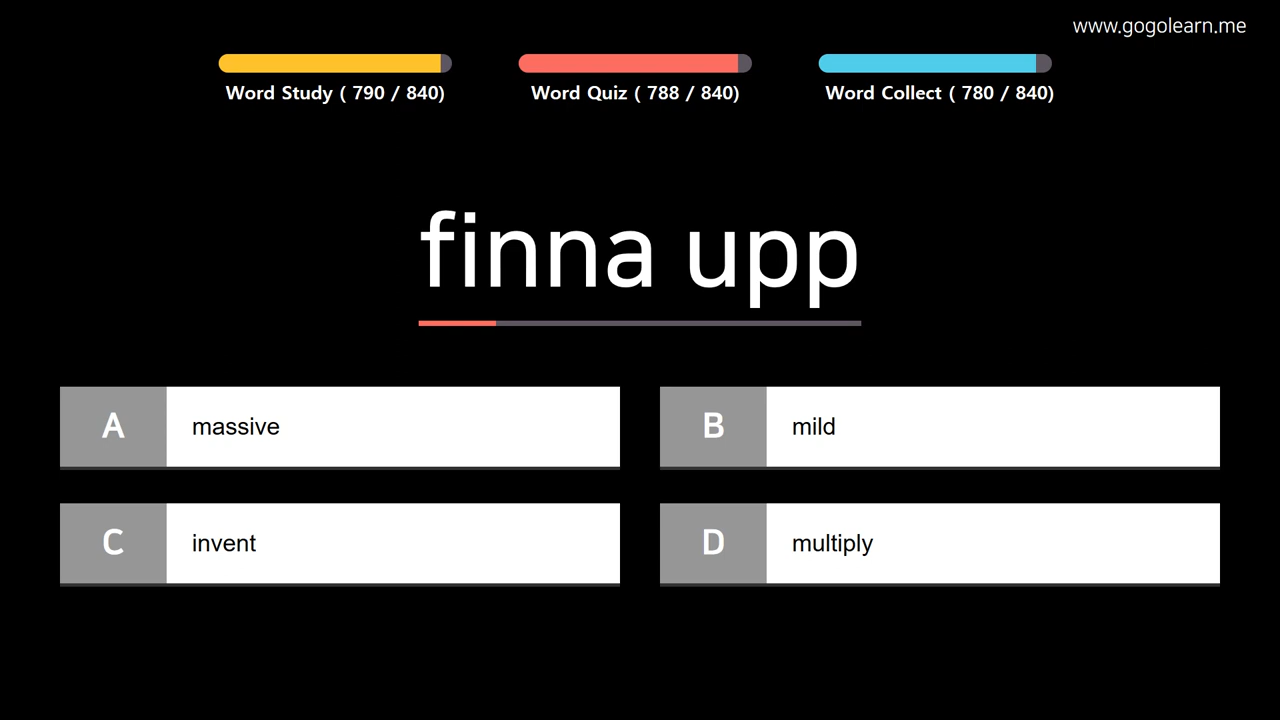 www.gogolearn.me
Word Study ( 790 / 840)
Word Quiz ( 788 / 840)
Word Collect ( 780 / 840)
finna upp
A massive
B mild
C invent
D multiply